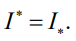 I* = I*.